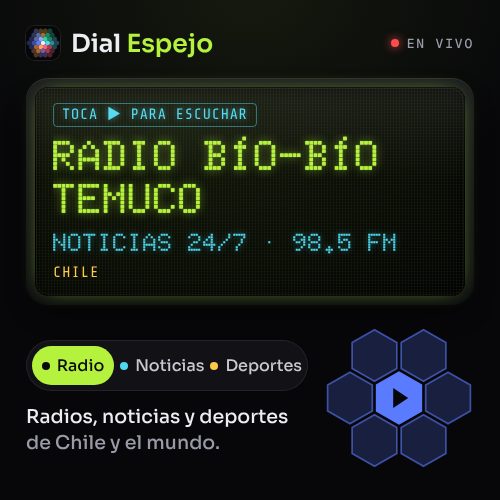 Dial Espejo
EN VIVO
TOCA ▶ PARA ESCUCHAR
RADIO BÍO-BÍO
TEMUCO
NOTICIAS 24/7 · 98,5 FM
CHILE
Radio Noticias Deportes
Radios, noticias y deportes
de Chile y el mundo.